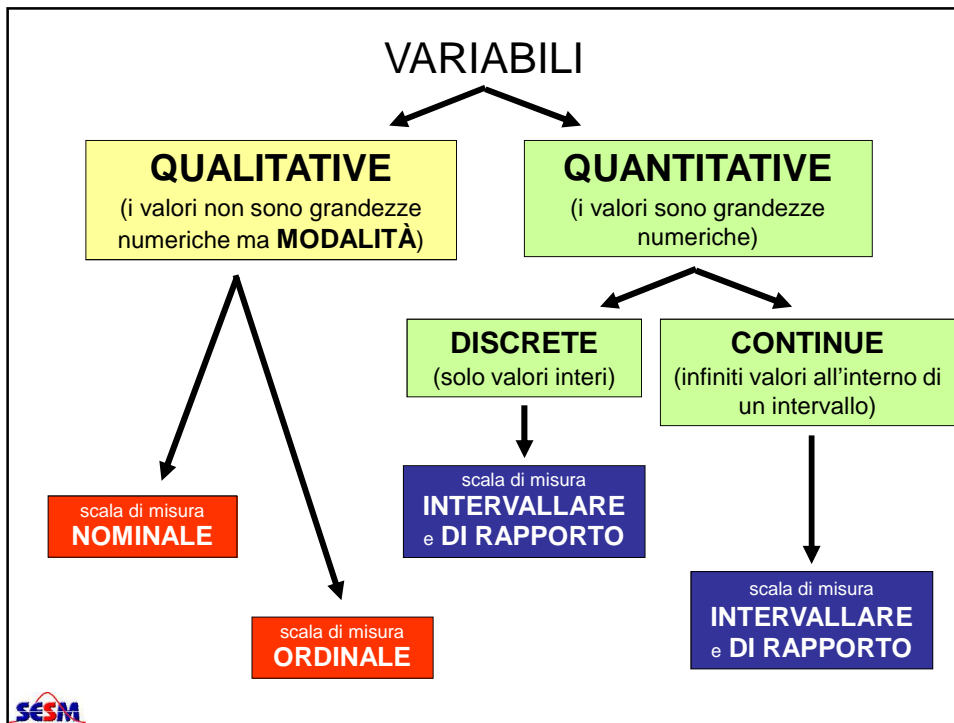 VARIABILI
QUALITATIVE
(i valori non sono grandezze
numeriche ma MODALITÀ)
QUANTITATIVE
(i valori sono grandezze
numeriche)
DISCRETE
(solo valori interi)
CONTINUE
(infiniti valori all'interno di
un intervallo)
scala di misura
NOMINALE
scala di misura
ORDINALE
scala di misura
INTERVALLARE
e DI RAPPORTO
scala di misura
INTERVALLARE
e DI RAPPORTO
SESM